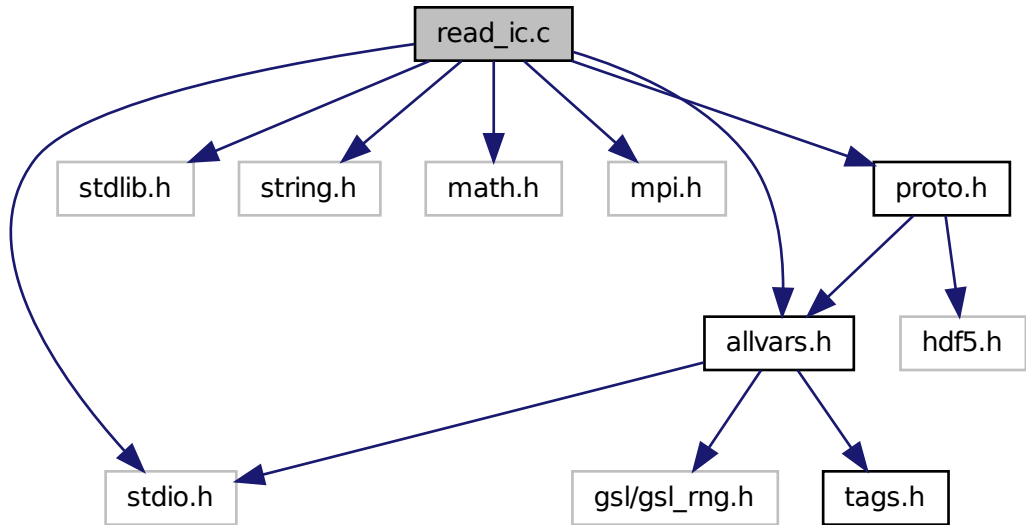 read_ic.c
stdlib.h
string.h
math.h
mpi.h
proto.h
allvars.h
hdf5.h
stdio.h
gsl/gsl_rng.h
tags.h